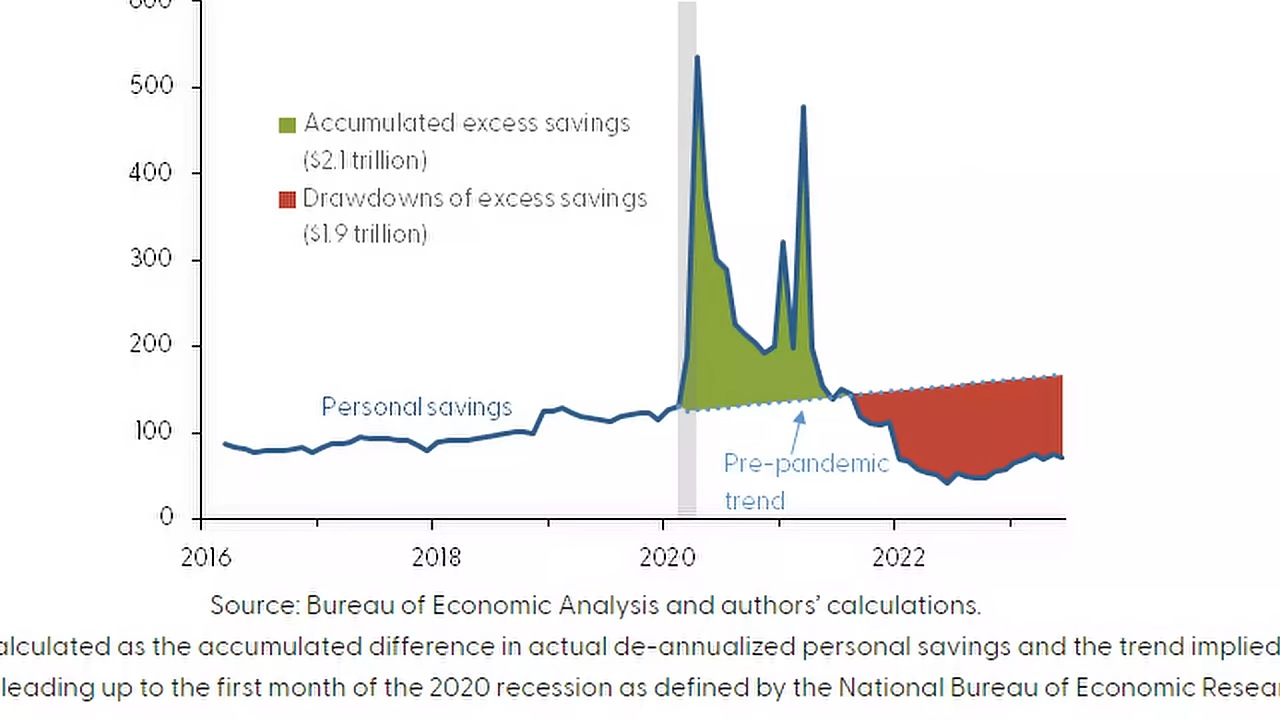 600
500
Accumulated excess savings
($2.1 trillion)
400
Drawdowns of excess savings
($1.9 trillion)
300
200
Personal savings
100
Pre-pandemic
trend
0
2016 2018 2020 2022
Source: Bureau of Economic Analysis and authors’ calculations.
alculated as the accumulated difference in actual de-annualized personal savings and the trend implied
leading up to the first month of the 2020 recession as defined by the National Bureau of Economic